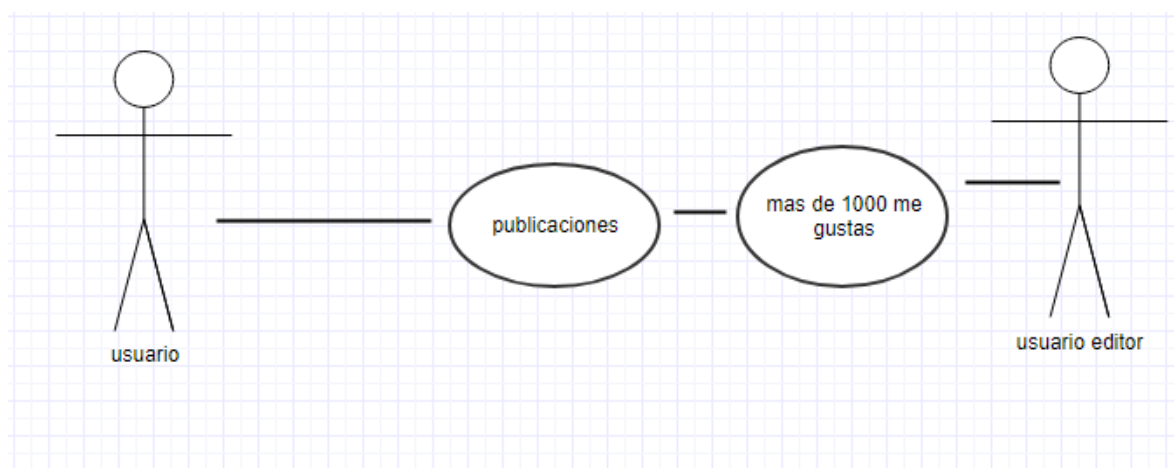 usuario
publicaciones
mas de 1000 me
gustas
usuario editor